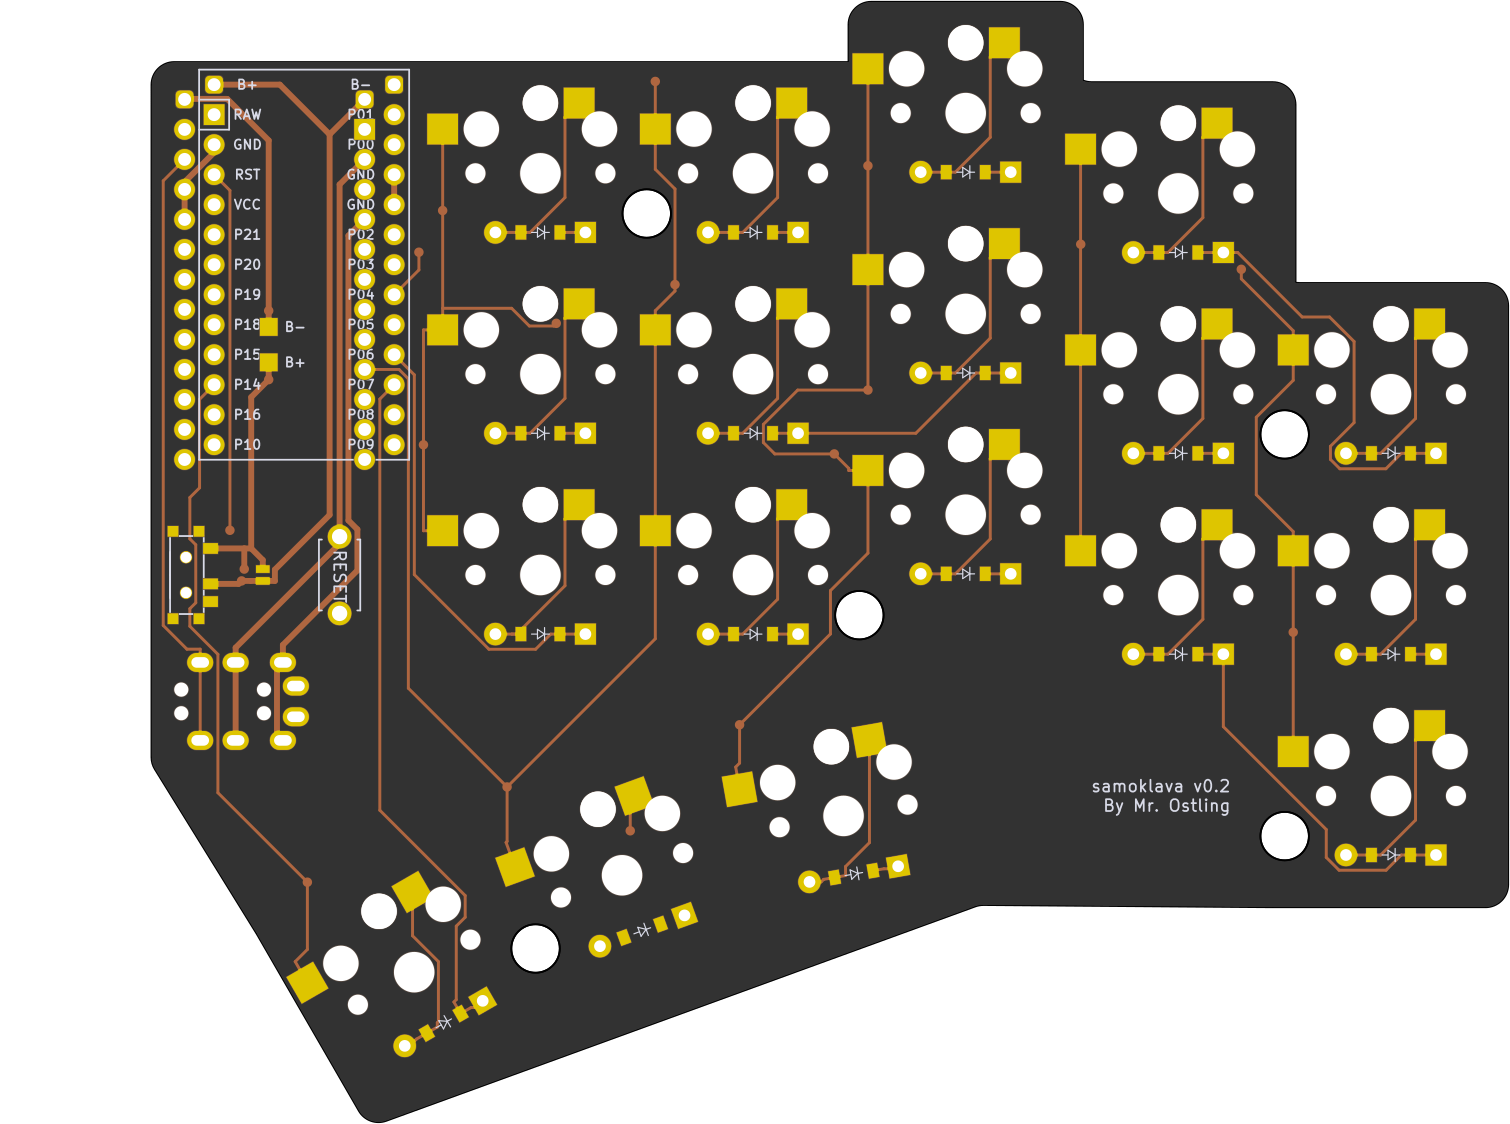 B+ B-
RAW P01
GND P00
RST GND
VCC GND
P21 P02
P20 P03
P19 P04
P18 B- P05
P15 B+ P06
P14 P07
P16 P08
P10 P09
RESET
samoklava v0.2
By Mr. Ostling